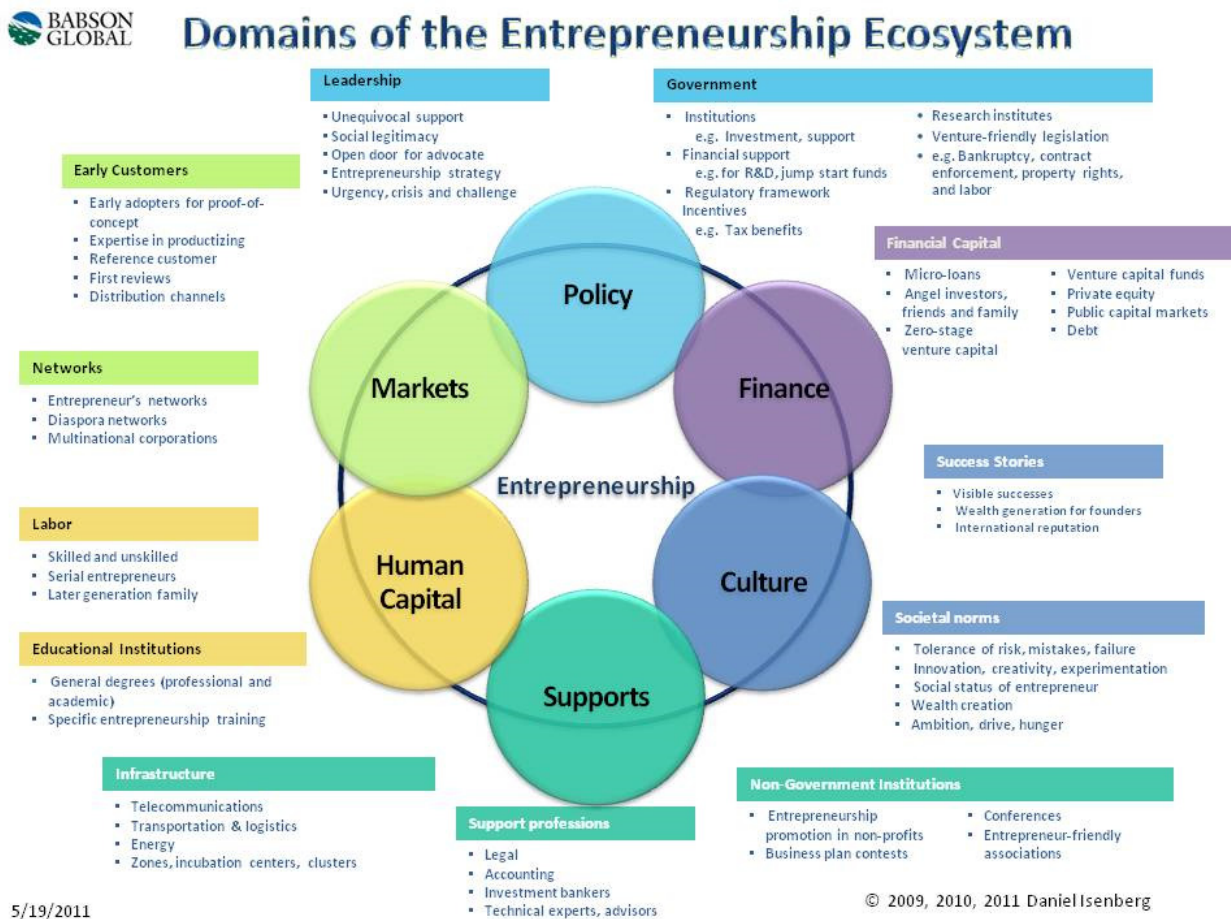 BABSON
GLOBAL
Domains of the Entrepreneurship Ecosystem
Leadership
▪ Unequivocal support
▪ Social legitimacy
▪ Open door for advocate
▪ Entrepreneurship strategy
▪ Urgency, crisis and challenge
Government
▪ Institutions
e.g. Investment, support
▪ Financial support
e.g. for R&D, jump start funds
▪ Regulatory framework
Incentives
e.g. Tax benefits
• Research institutes
• Venture-friendly legislation
• e.g. Bankruptcy, contract
enforcement, property rights,
and labor
Early Customers
▪ Early adopters for proof-of-
concept
▪ Expertise in productizing
▪ Reference customer
▪ First reviews
▪ Distribution channels
Financial Capital
▪ Micro-loans
▪ Angel investors,
friends and family
▪ Zero-stage
venture capital
▪ Venture capital funds
▪ Private equity
▪ Public capital markets
▪ Debt
Networks
▪ Entrepreneur's networks
▪ Diaspora networks
▪ Multinational corporations
Policy
Markets
Finance
Entrepreneurship
Human
Capital
Culture
Supports
Success Stories
▪ Visible successes
▪ Wealth generation for founders
▪ International reputation
Labor
▪ Skilled and unskilled
▪ Serial entrepreneurs
▪ Later generation family
Societal norms
▪ Tolerance of risk, mistakes, failure
▪ Innovation, creativity, experimentation
▪ Social status of entrepreneur
▪ Wealth creation
▪ Ambition, drive, hunger
Educational Institutions
▪ General degrees (professional and
academic)
▪ Specific entrepreneurship training
Infrastructure
▪ Telecommunications
▪ Transportation & logistics
▪ Energy
▪ Zones, incubation centers, clusters
Support professions
▪ Legal
▪ Accounting
▪ Investment bankers
▪ Technical experts, advisors
Non-Government Institutions
▪ Entrepreneurship
promotion in non-profits
▪ Business plan contests
▪ Conferences
▪ Entrepreneur-friendly
associations
5/19/2011
© 2009, 2010, 2011 Daniel Isenberg